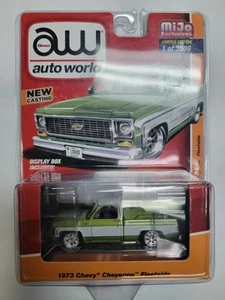 MiJo
Exclusives
aw
LIMITED EDITION
auto world
NEW
CASTING
DISPLAY BOX
INCLUDED!
1973 Chevy Cheyenne Fleetside